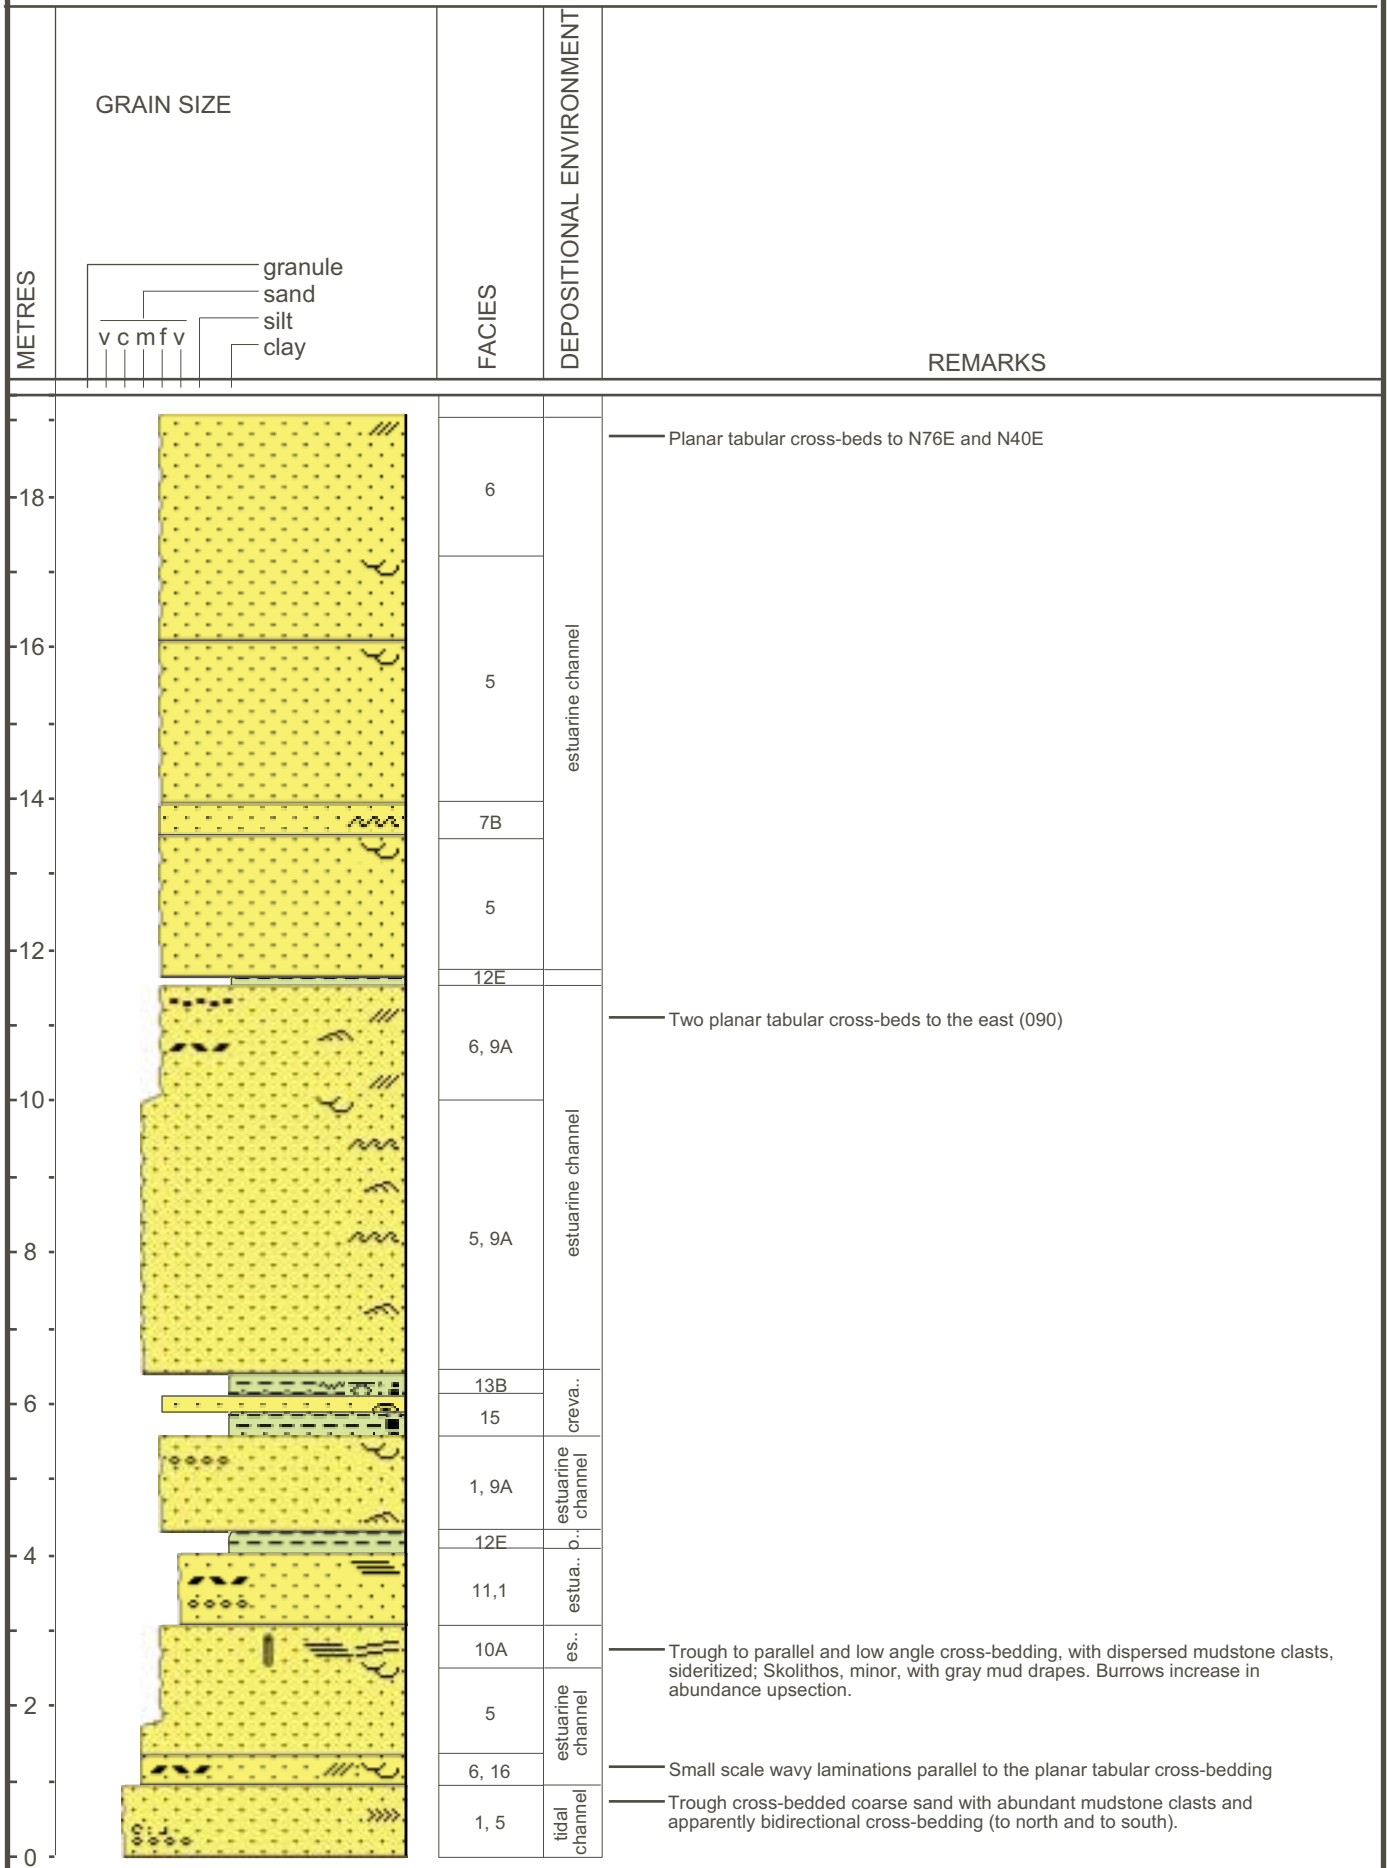 GRAIN SIZE
METRES
granule
sand
silt
clay
v c m f v
FACIES
DEPOSITIONAL ENVIRONMENT
REMARKS
Planar tabular cross-beds to N76E and N40E
18
6
16
5
estuarine channel
14
7B
5
12
12E
Two planar tabular cross-beds to the east (090)
6, 9A
10
estuarine channel
5, 9A
8
13B
creva..
6
15
1, 9A
estuarine
channel
12E
o..
4
11,1
estua..
10A
es..
Trough to parallel and low angle cross-bedding, with dispersed mudstone clasts,
sideritized; Skolithos, minor, with gray mud drapes. Burrows increase in
abundance upsection.
2
5
estuarine
channel
6, 16
Small scale wavy laminations parallel to the planar tabular cross-bedding
Trough cross-bedded coarse sand with abundant mudstone clasts and
apparently bidirectional cross-bedding (to north and to south).
1, 5
tidal
channel
0